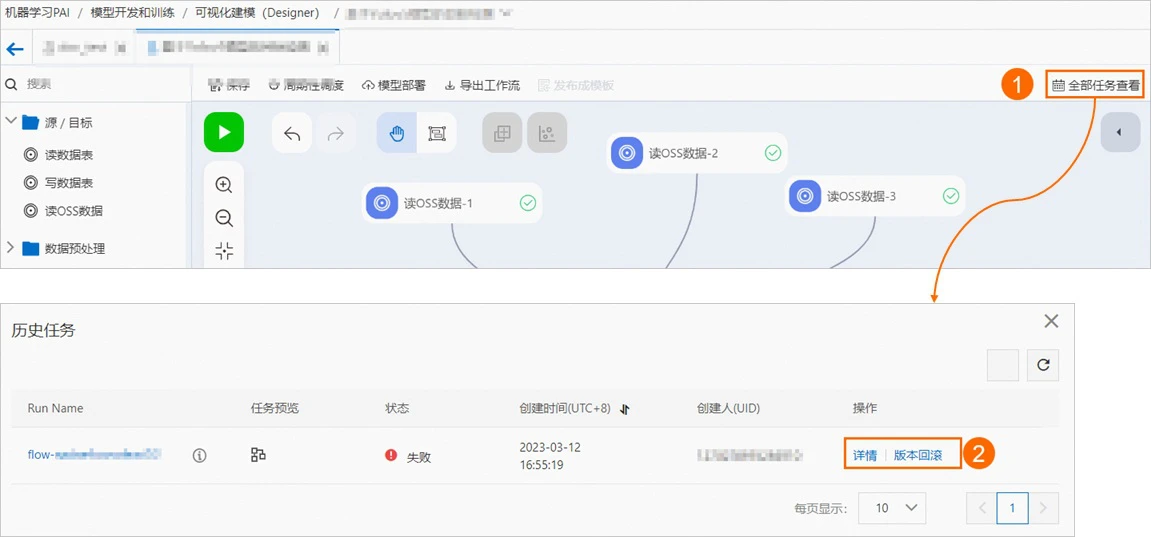 机器学习PAI / 模型开发和训练 / 可视化建模（Designer） /
搜索
保存 周期性调度 模型部署 导出工作流 发布成模板 1 全部任务查看
源 / 目标
读数据表
写数据表
读OSS数据
数据预处理
读OSS数据-2
读OSS数据-1
读OSS数据-3
历史任务
Run Name 任务预览 状态 创建时间(UTC+8) 创建人(UID) 操作
flow- 失败 2023-03-12 16:55:19 详情 版本回滚 2
每页显示： 10 1